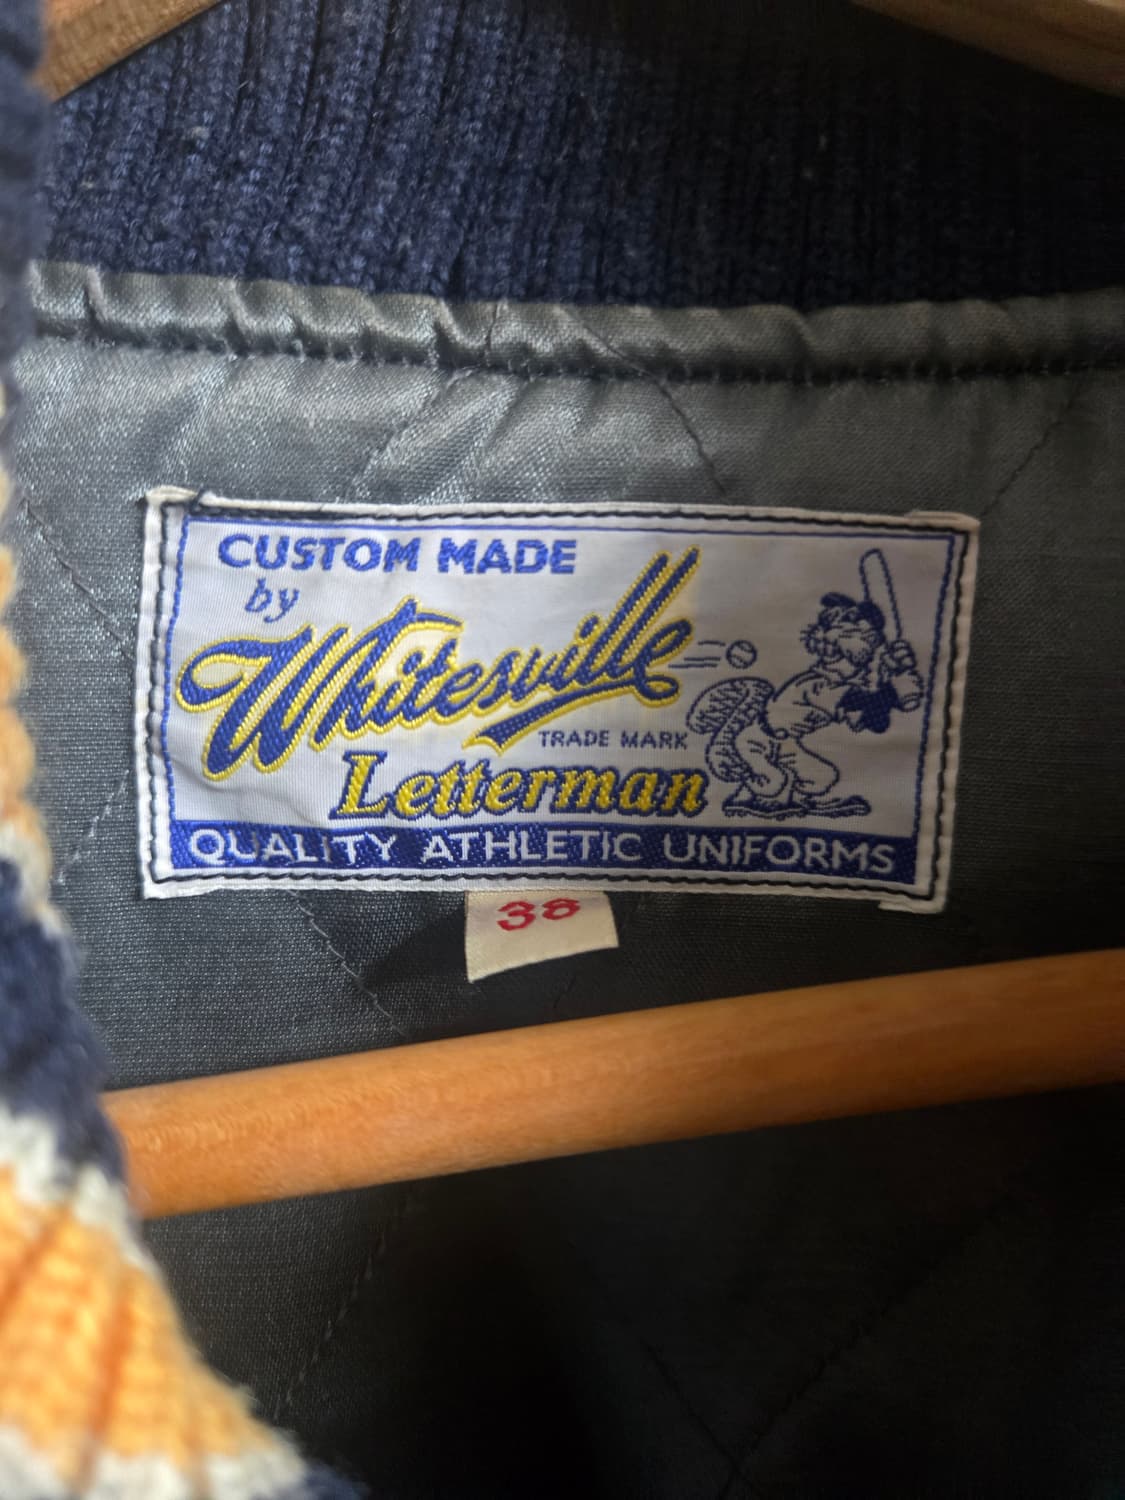 CUSTOM MADE
by
Whitesville
TRADE MARK
Letterman
QUALITY ATHLETIC UNIFORMS
38